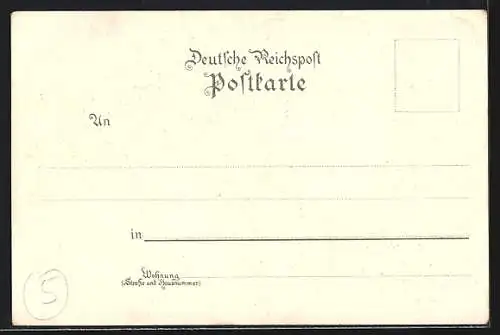 Deutsche Reichspost
Postkarte
An
in
Wohnung
(Straße und Hausnummer)
5